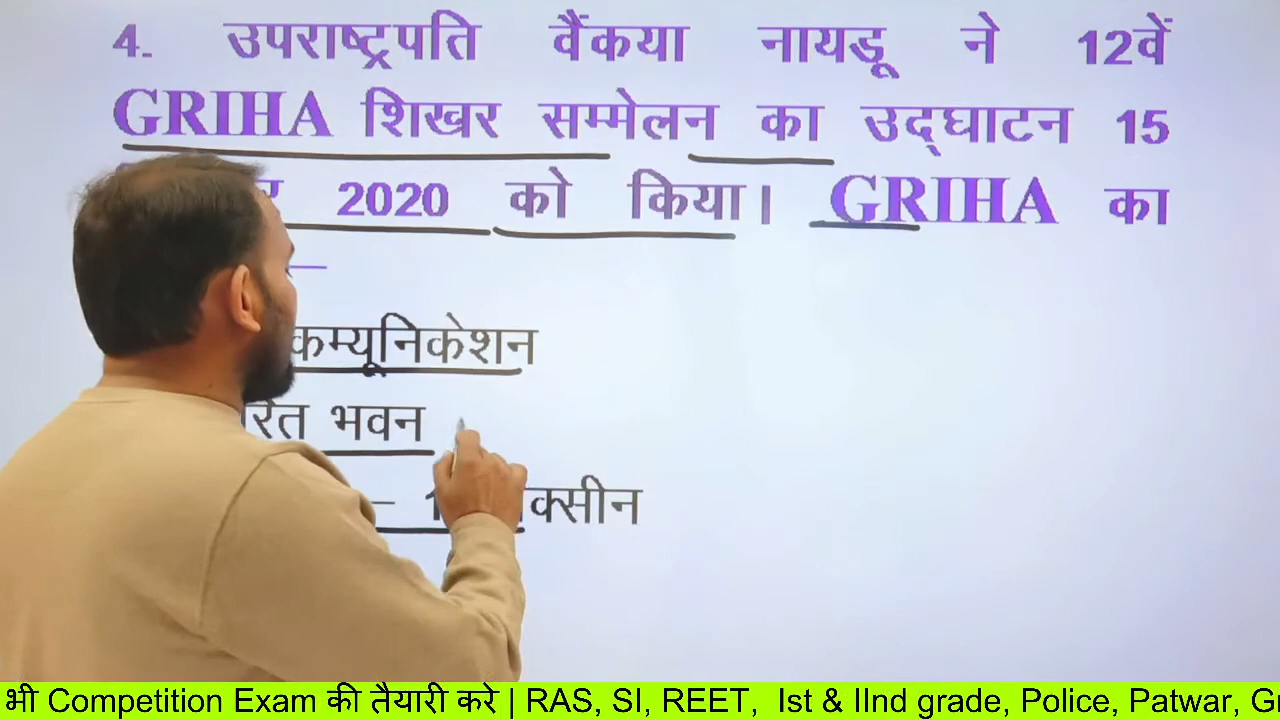 4. उपराष्ट्रपति वैंकया नायडू ने 12वें
GRIHA शिखर सम्मेलन का उद्घाटन 15
2020 को किया। GRIHA का
–
कम्यूनिकेशन
भवन
–
भी Competition Exam की तैयारी करे | RAS, SI, REET, Ist & IInd grade, Police, Patwar,